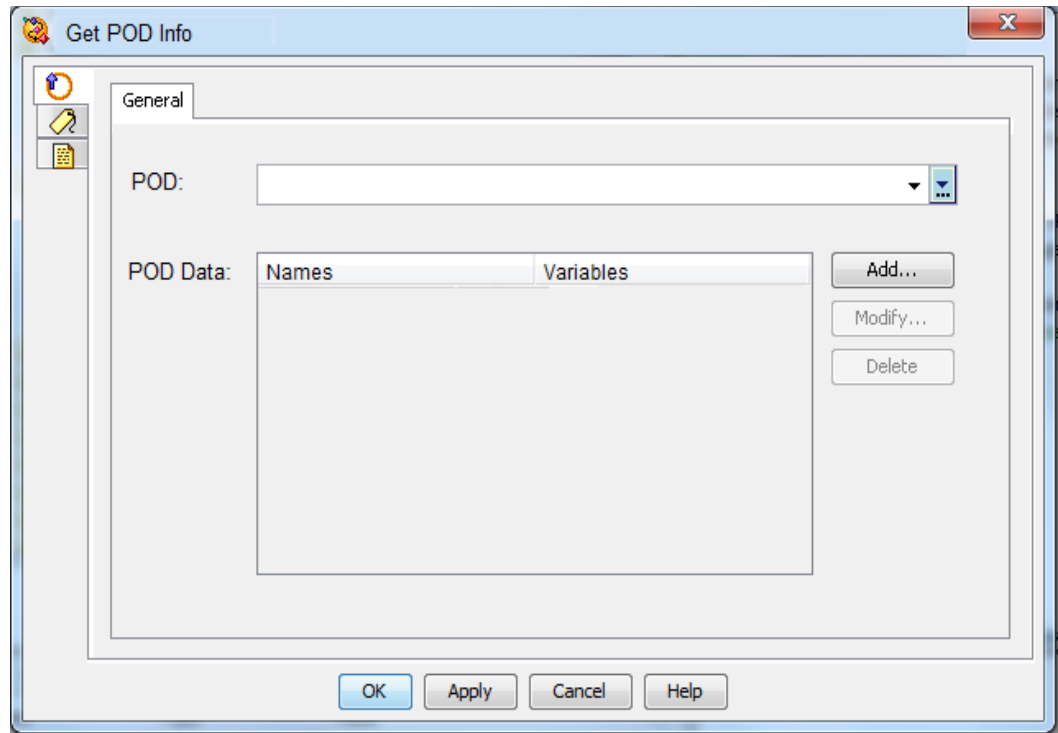 Get POD Info
General
POD:
POD Data:
Names Variables
Add...
Modify...
Delete
OK Apply Cancel Help